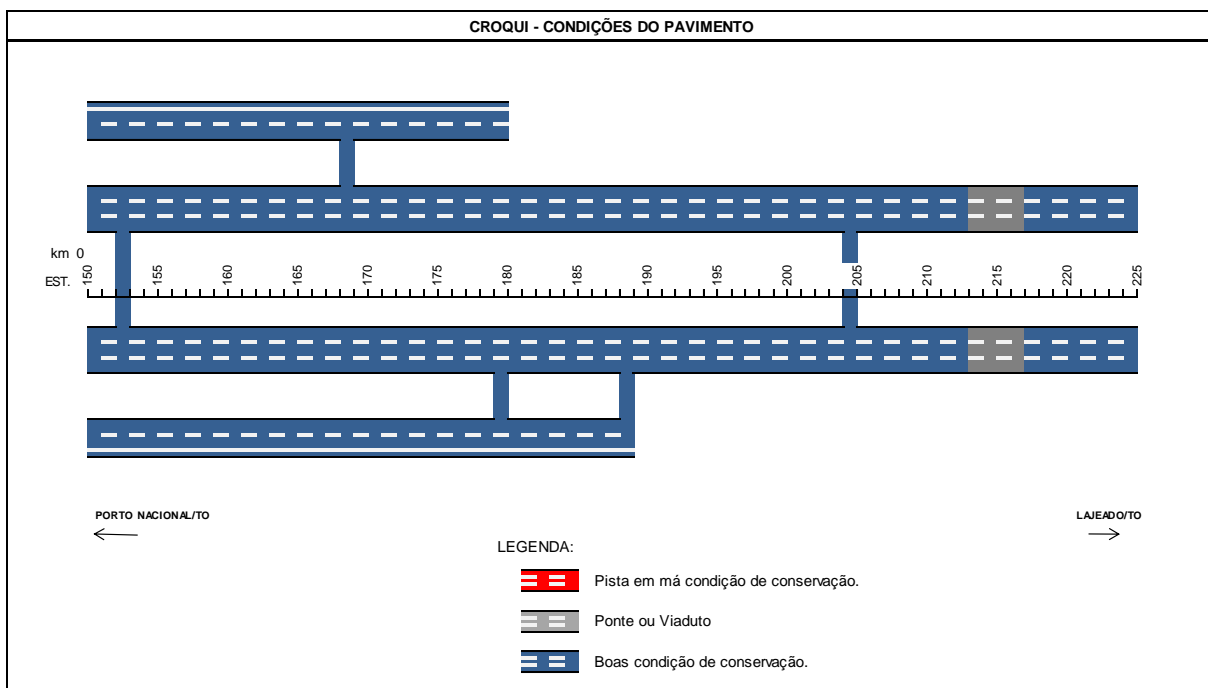 CROQUI - CONDIÇÕES DO PAVIMENTO
km 0
EST.
150 155 160 165 170 175 180 185 190 195 200 205 210 215 220 225
PORTO NACIONAL/TO
LAJEADO/TO
LEGENDA:
Pista em má condição de conservação.
Ponte ou Viaduto
Boas condição de conservação.